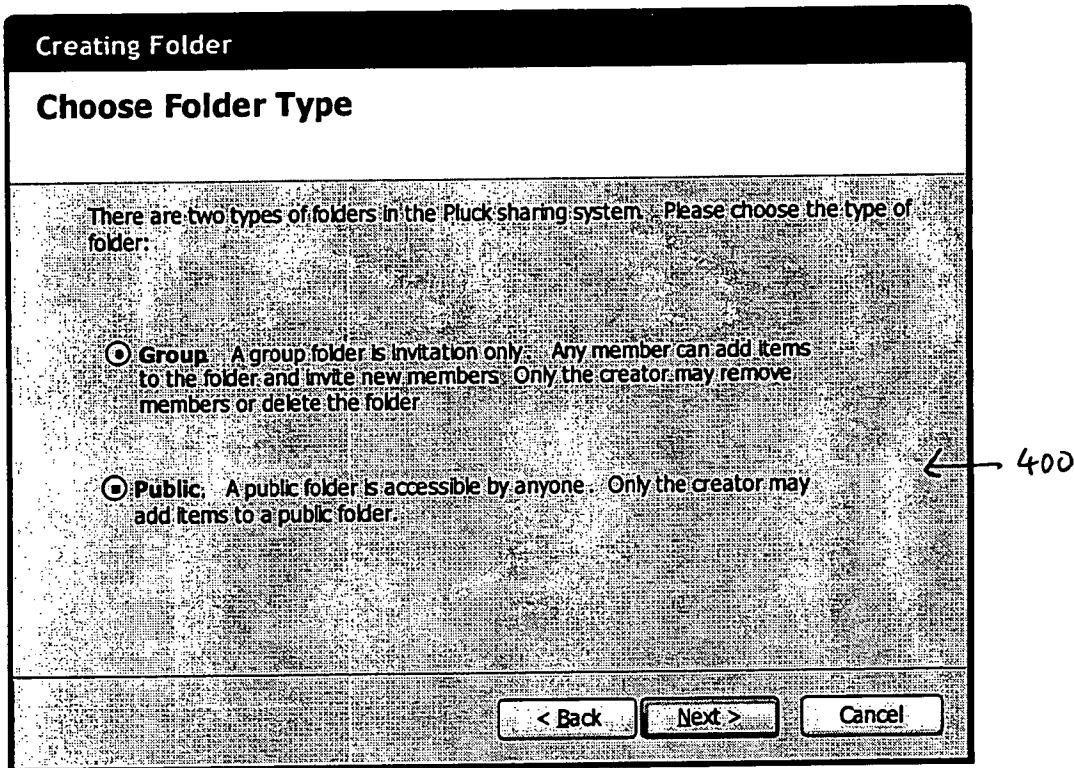 Creating Folder
Choose Folder Type
There are two types of folders in the Pluck sharing system. Please choose the type of
folder:
Group. A group folder is invitation only. Any member can add items
to the folder and invite new members. Only the creator may remove
members or delete the folder
Public. A public folder is accessible by anyone. Only the creator may
add items to a public folder.
400
< Back Next > Cancel